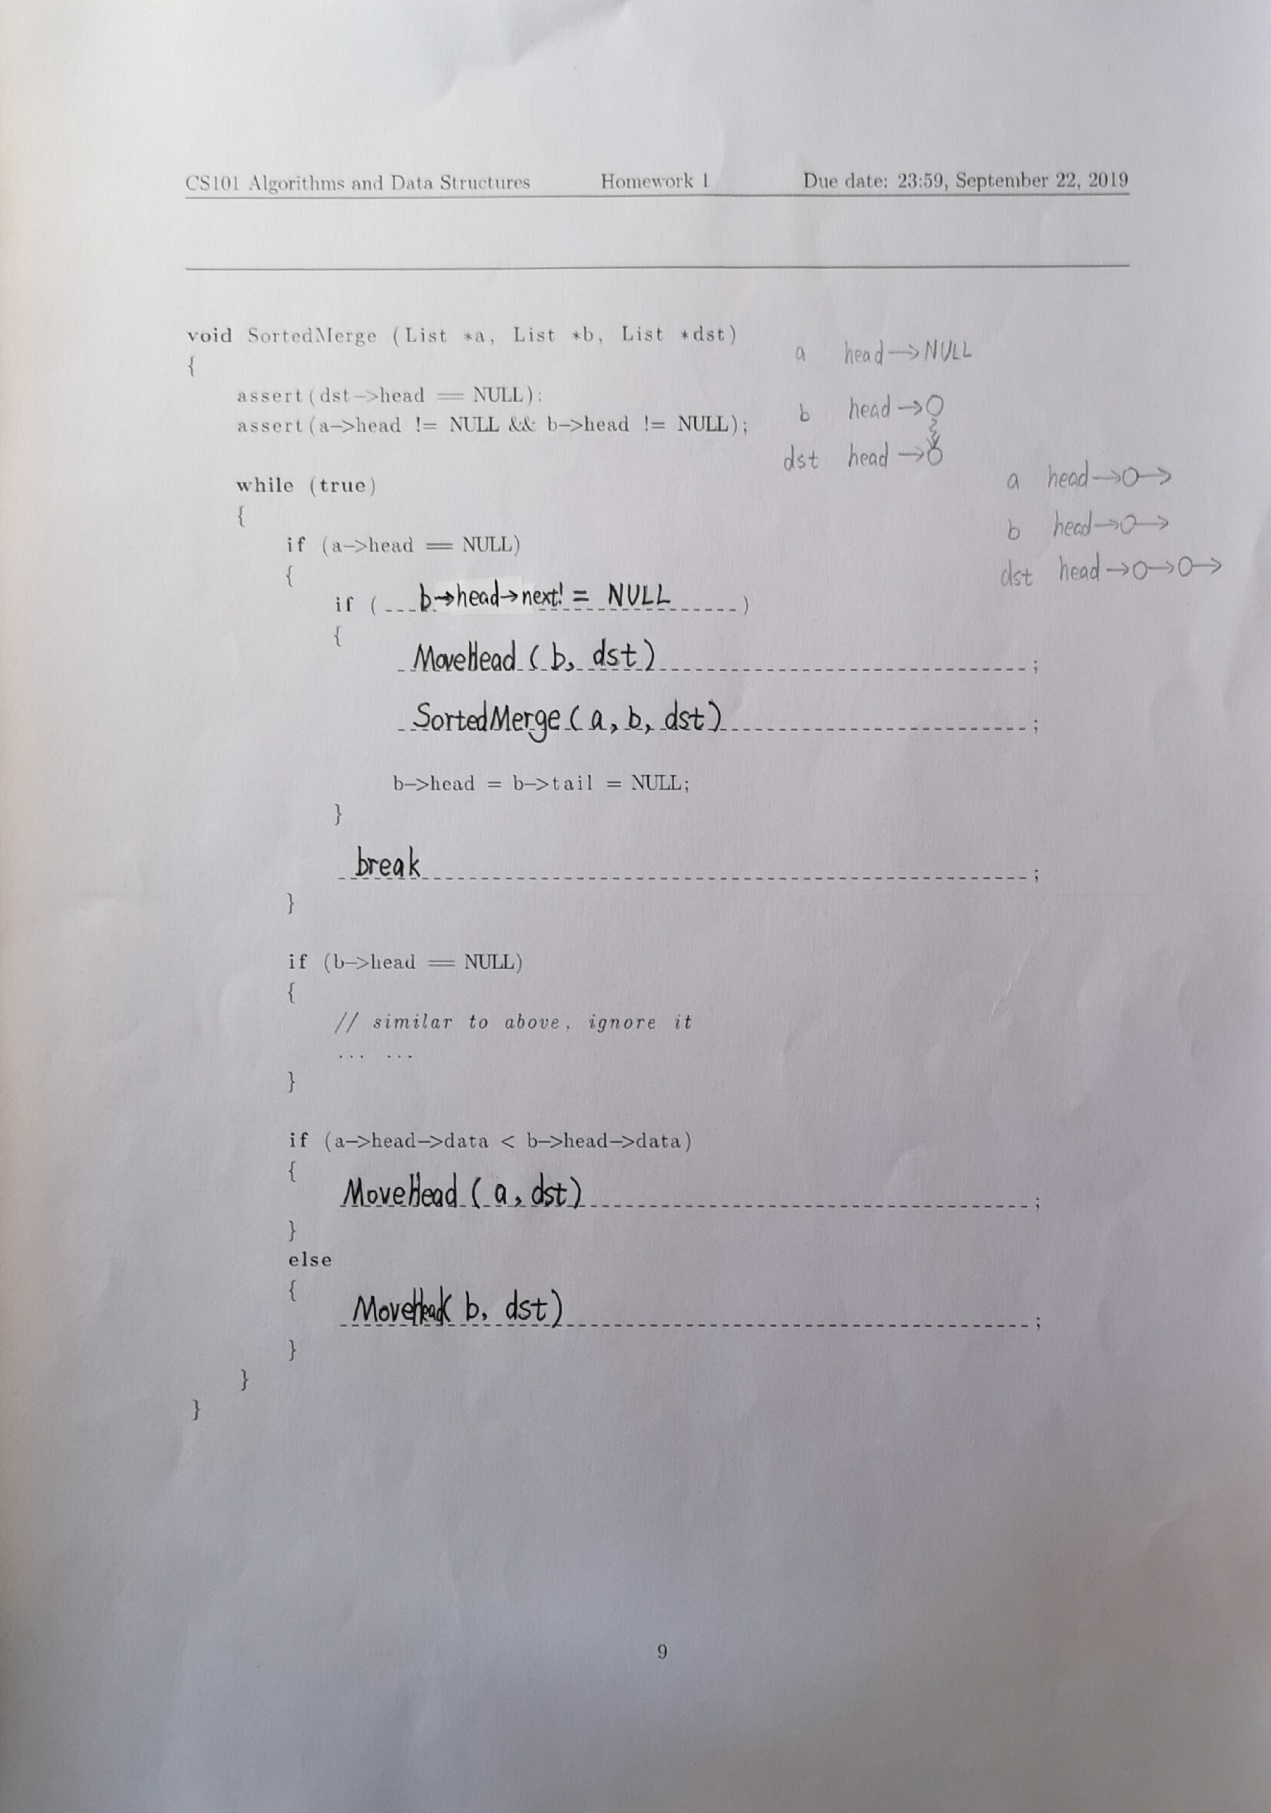 CS101 Algorithms and Data Structures Homework 1 Due date: 23:59, September 22, 2019
void SortedMerge (List *a, List *b, List *dst)
{
assert(dst->head == NULL);
assert(a->head != NULL && b->head != NULL);
a head→NULL
b head→
dst head→
while (true)
{
a head→
b head→
dst head→
if (a->head == NULL)
{
if ( b→head→next! = NULL )
{
MoveHead ( b, dst ) ;
SortedMerge ( a, b, dst ) ;
b->head = b->tail = NULL;
}
break ;
}
if (b->head == NULL)
{
// similar to above, ignore it
... ...
}
if (a->head->data < b->head->data)
{
MoveHead ( a, dst ) ;
}
else
{
MoveHead( b, dst ) ;
}
}
}
9